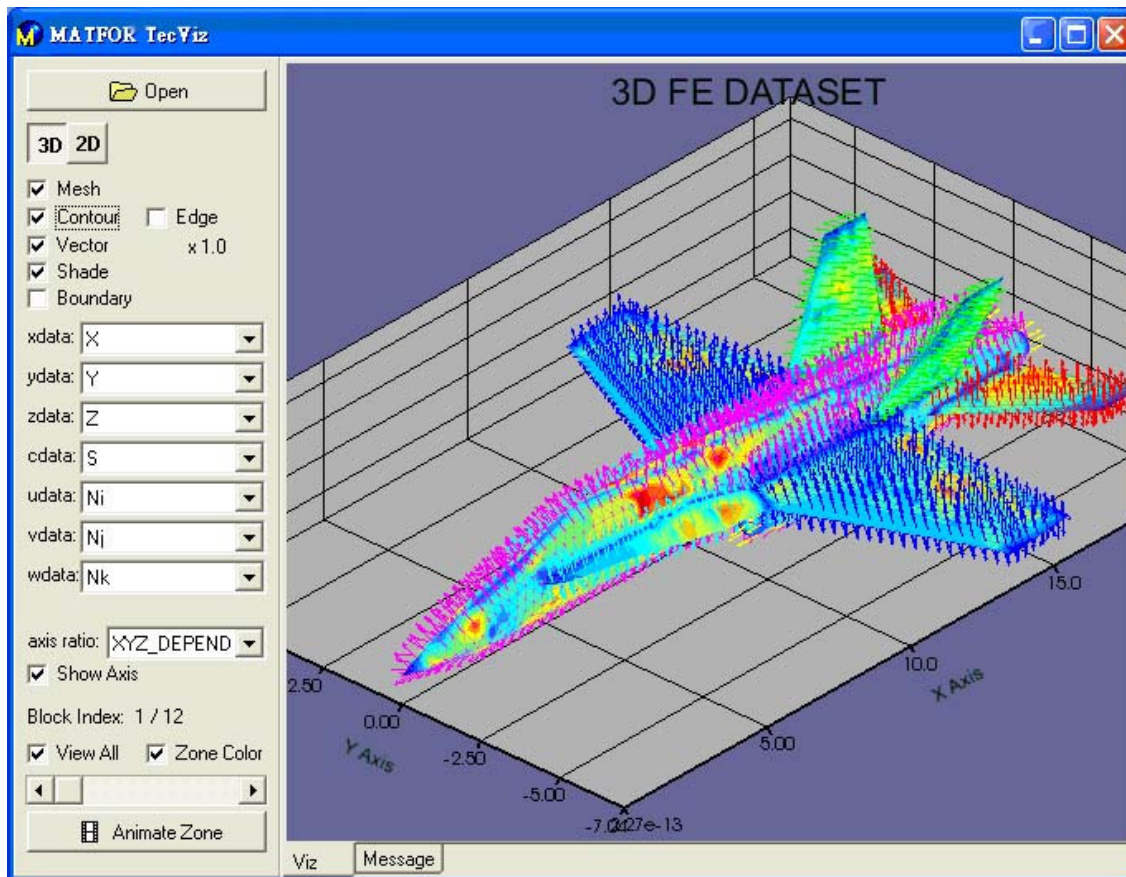 MATFOR TecViz
Open
3D 2D
Mesh
Contour Edge
Vector x 1.0
Shade
Boundary
xdata: X
ydata: Y
zdata: Z
cdata: S
udata: Ni
vdata: Nj
wdata: Nk
axis ratio: XYZ_DEPEND
Show Axis
Block Index: 1 / 12
View All Zone Color
Animate Zone
3D FE DATASET
15.0
10.0
X Axis
5.00
2.50
0.00
Y Axis
-2.50
-5.00
Viz Message